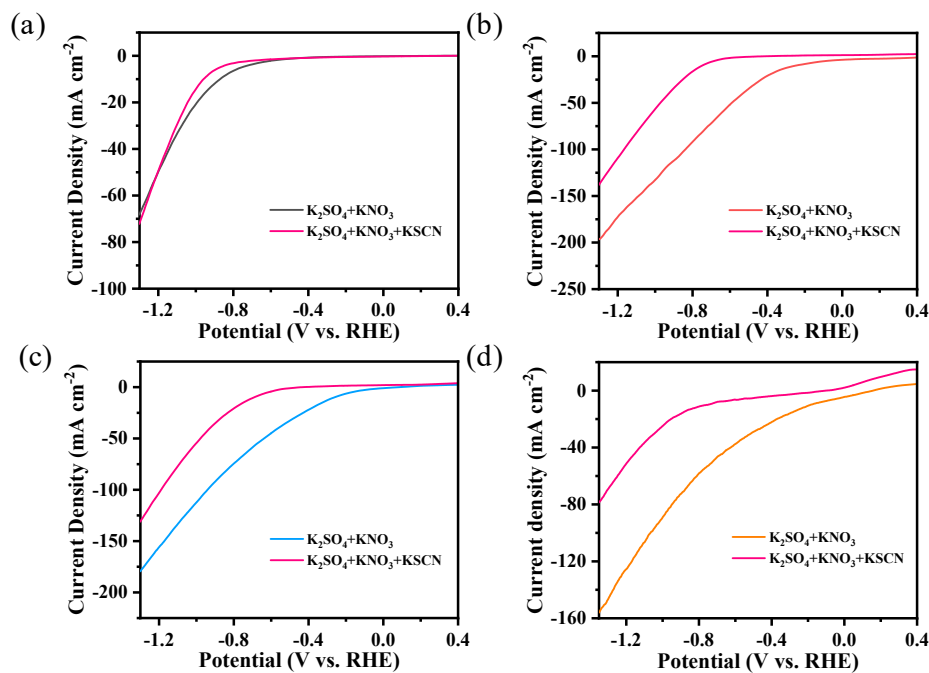 (a)
0
-20
-40
-60
-80
-100
Current Density (mA cm⁻²)
K₂SO₄+KNO₃
K₂SO₄+KNO₃+KSCN
-1.2 -0.8 -0.4 0.0 0.4
Potential (V vs. RHE)
(b)
0
-50
-100
-150
-200
-250
Current Density (mA cm⁻²)
K₂SO₄+KNO₃
K₂SO₄+KNO₃+KSCN
-1.2 -0.8 -0.4 0.0 0.4
Potential (V vs. RHE)
(c)
0
-50
-100
-150
-200
Current Density (mA cm⁻²)
K₂SO₄+KNO₃
K₂SO₄+KNO₃+KSCN
-1.2 -0.8 -0.4 0.0 0.4
Potential (V vs. RHE)
(d)
0
-40
-80
-120
-160
Current density (mA cm⁻²)
K₂SO₄+KNO₃
K₂SO₄+KNO₃+KSCN
-1.2 -0.8 -0.4 0.0 0.4
Potential (V vs. RHE)